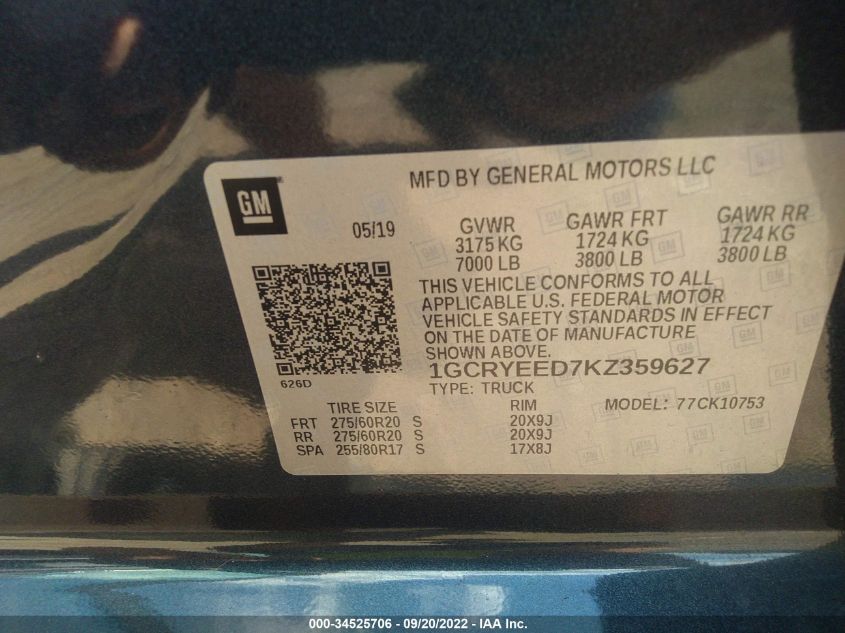 MFD BY GENERAL MOTORS LLC
GM
05/19
GVWR GAWR FRT GAWR RR
3175 KG 1724 KG 1724 KG
7000 LB 3800 LB 3800 LB
THIS VEHICLE CONFORMS TO ALL
APPLICABLE U.S. FEDERAL MOTOR
VEHICLE SAFETY STANDARDS IN EFFECT
ON THE DATE OF MANUFACTURE
SHOWN ABOVE.
626D
1GCRYEED7KZ359627
TYPE: TRUCK
MODEL: 77CK10753
TIRE SIZE RIM
FRT 275/60R20 S 20X9J
RR 275/60R20 S 20X9J
SPA 255/80R17 S 17X8J
000-34525706 - 09/20/2022 - IAA Inc.